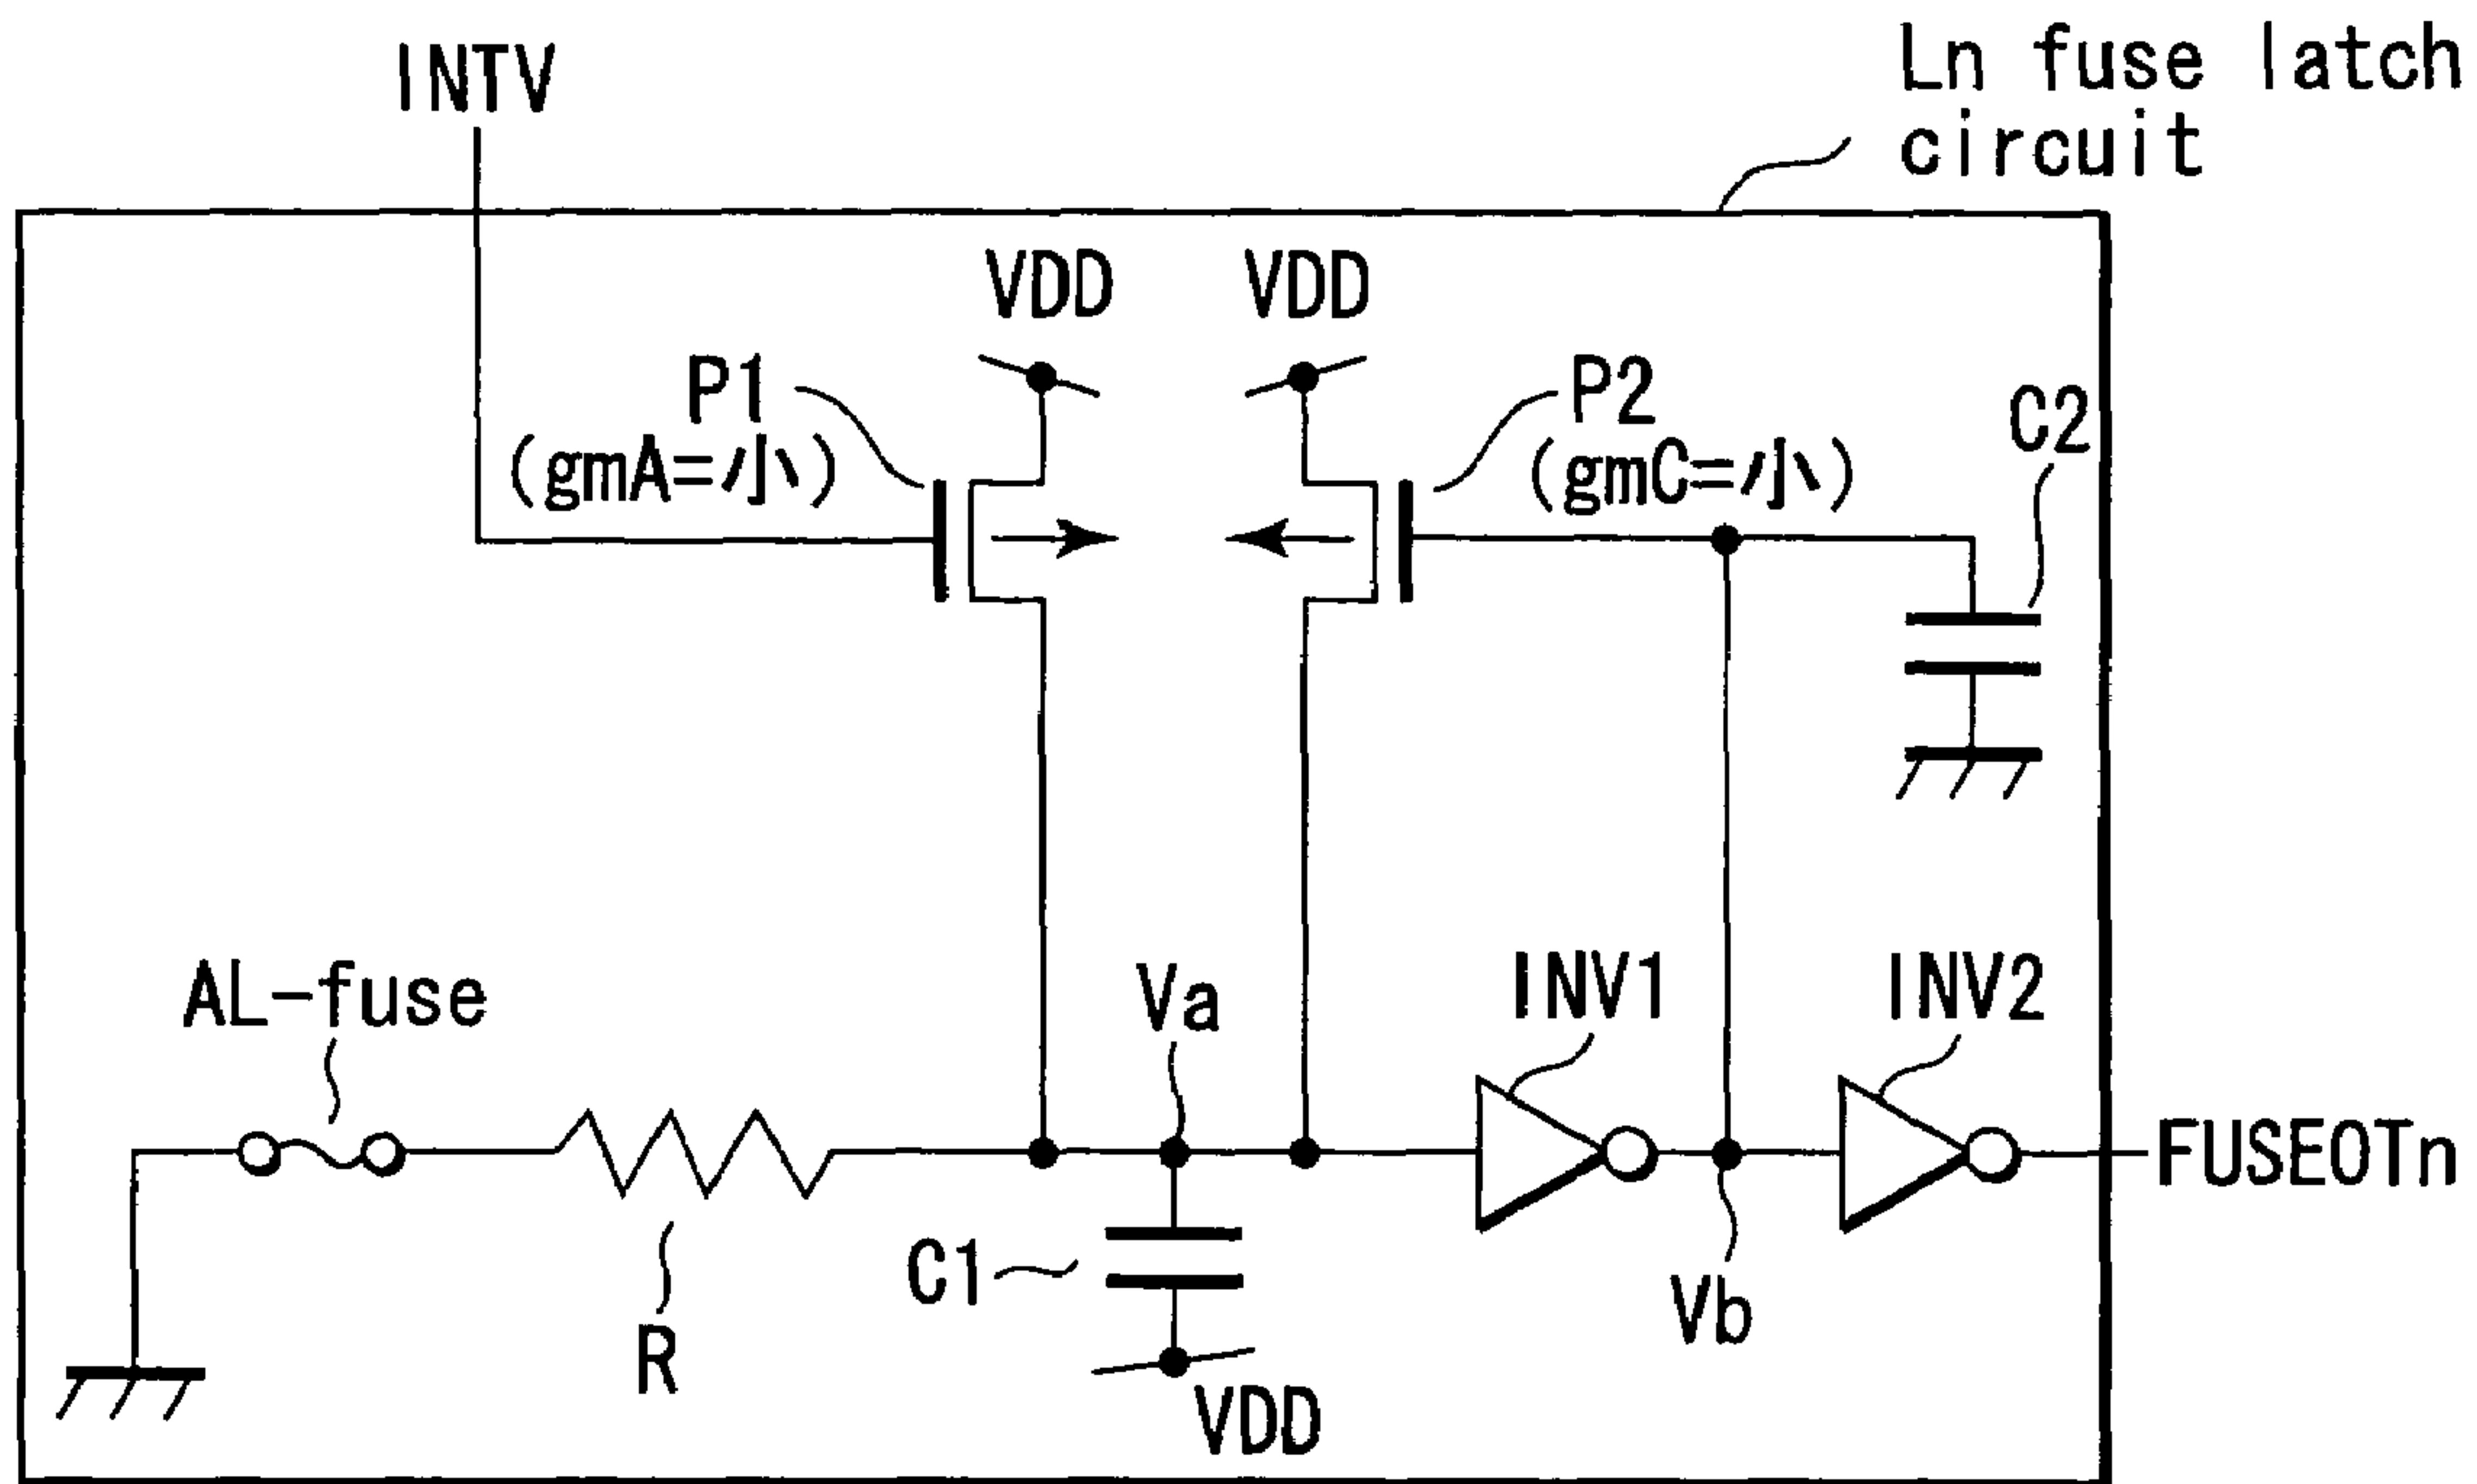 INTV
Ln fuse latch
circuit
VDD
VDD
P1
(gmA=小)
P2
(gmC=小)
C2
AL-fuse
Va
INV1
INV2
FUSEOTn
C1
R
Vb
VDD